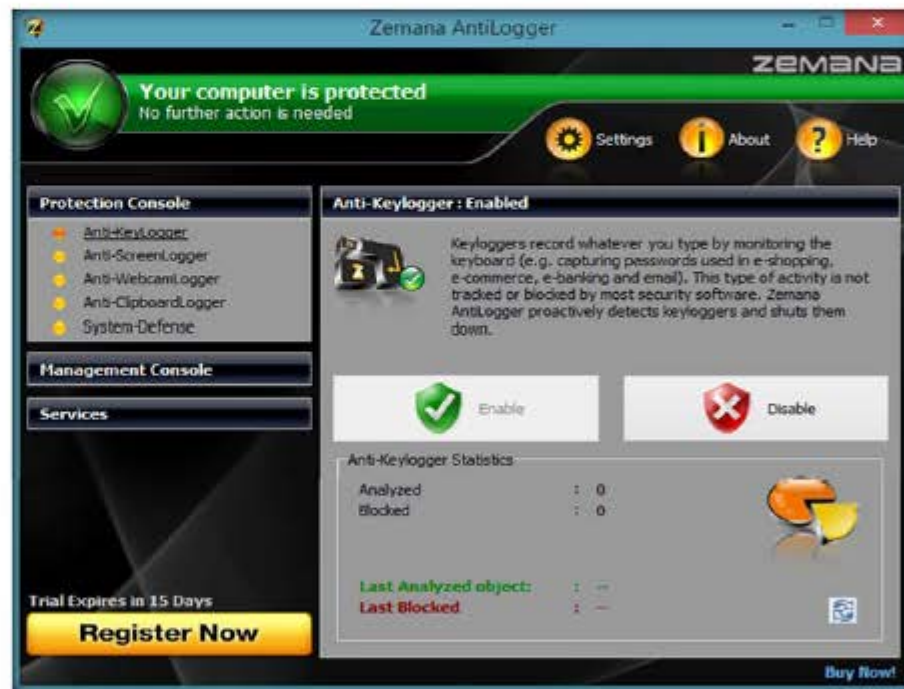 Zemana AntiLogger
ZEMANA
Your computer is protected
No further action is needed
Settings
About
Help
Protection Console
Anti-KeyLogger
Anti-ScreenLogger
Anti-WebcamLogger
Anti-ClipboardLogger
System-Defense
Management Console
Services
Trial Expires in 15 Days
Register Now
Anti-Keylogger : Enabled
Keyloggers record whatever you type by monitoring the
keyboard (e.g. capturing passwords used in e-shopping,
e-commerce, e-banking and email). This type of activity is not
tracked or blocked by most security software. Zemana
AntiLogger proactively detects keyloggers and shuts them
down.
Enable
Disable
Anti-Keylogger Statistics
Analyzed : 0
Blocked : 0
Last Analyzed object: : --
Last Blocked : --
Buy Now!